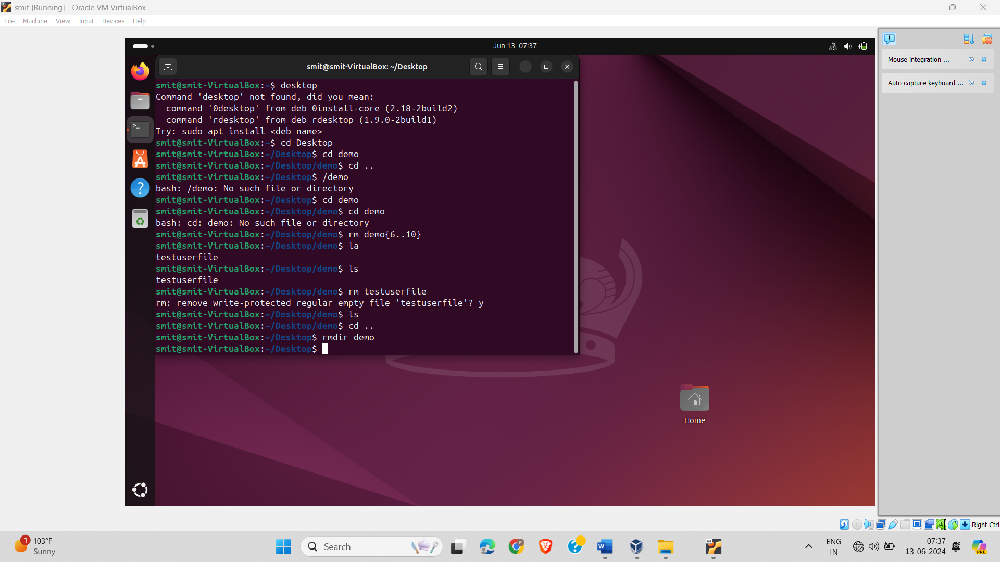 smit [Running] - Oracle VM VirtualBox
File Machine View Input Devices Help
Jun 13 07:37
smit@smit-VirtualBox: ~/Desktop
smit@smit-VirtualBox:~$ desktop
Command 'desktop' not found, did you mean:
command '0desktop' from deb 0install-core (2.18-2build2)
command 'rdesktop' from deb rdesktop (1.9.0-2build1)
Try: sudo apt install <deb name>
smit@smit-VirtualBox:~$ cd Desktop
smit@smit-VirtualBox:~/Desktop$ cd demo
smit@smit-VirtualBox:~/Desktop/demo$ cd ..
smit@smit-VirtualBox:~/Desktop$ /demo
bash: /demo: No such file or directory
smit@smit-VirtualBox:~/Desktop$ cd demo
smit@smit-VirtualBox:~/Desktop/demo$ cd demo
bash: cd: demo: No such file or directory
smit@smit-VirtualBox:~/Desktop/demo$ rm demo{6..10}
smit@smit-VirtualBox:~/Desktop/demo$ la
testuserfile
smit@smit-VirtualBox:~/Desktop/demo$ ls
testuserfile
smit@smit-VirtualBox:~/Desktop/demo$ rm testuserfile
rm: remove write-protected regular empty file 'testuserfile'? y
smit@smit-VirtualBox:~/Desktop/demo$ ls
smit@smit-VirtualBox:~/Desktop/demo$ cd ..
smit@smit-VirtualBox:~/Desktop$ rmdir demo
smit@smit-VirtualBox:~/Desktop$
Mouse integration ...
Auto capture keyboard ...
Home
Right Ctrl
1
103°F
Sunny
Search
ENG
IN
07:37
13-06-2024
PRE